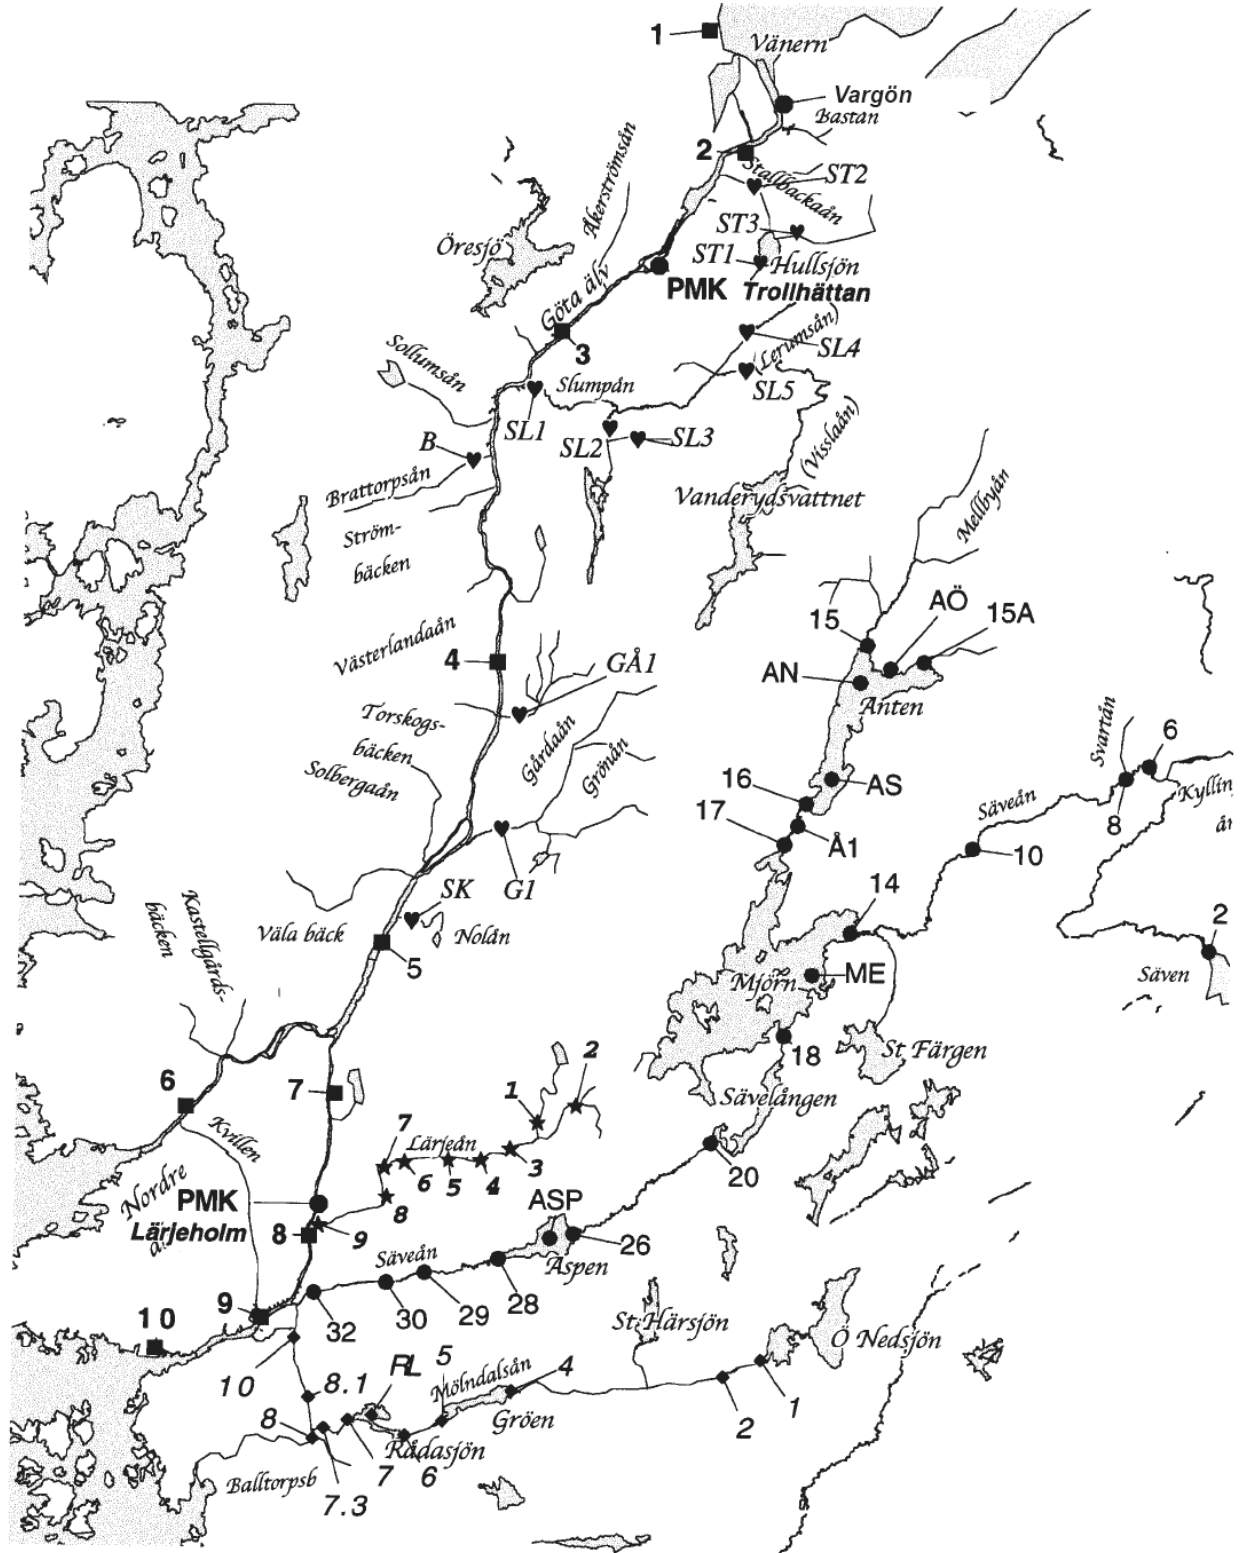 1
Vänern
Vargön
Bastan
2
Stallbackaån
ST2
Åkerströmsån
ST3
Öresjö
ST1
Hullsjön
PMK Trollhättan
Göta älv
3
(Lerumsån)
SL4
Sollumsån
Slumpån
SL5
SL1
B
SL2
SL3
(Visslaån)
Brattorpsån
Vanderydsvattnet
Mellbyån
Ström-
bäcken
AÖ
15A
15
Västerlandaån
4
GÅ1
AN
Anten
Torskogs-
bäcken
Gårdaån
Grönån
Svartån
6
Solbergaån
16
AS
Säveån
Kyllin
17
8
ån
Å1
10
G1
14
SK
Kastellgårds-
bäcken
Väla bäck
Nolån
2
5
Mjörn
ME
Säven
18
St Färgen
2
6
7
1
Sävelången
Kvillen
7
Lärjeån
3
6
5
4
20
Nordre
å.
PMK
Lärjeholm
8
ASP
8
9
26
Säveån
Aspen
9
32
30
29
28
10
St Härsjön
Ö Nedsjön
RL
5
Mölndalsån
4
10
8.1
1
8
Gröen
2
Rådasjön
7
6
Balltorpsb
7.3